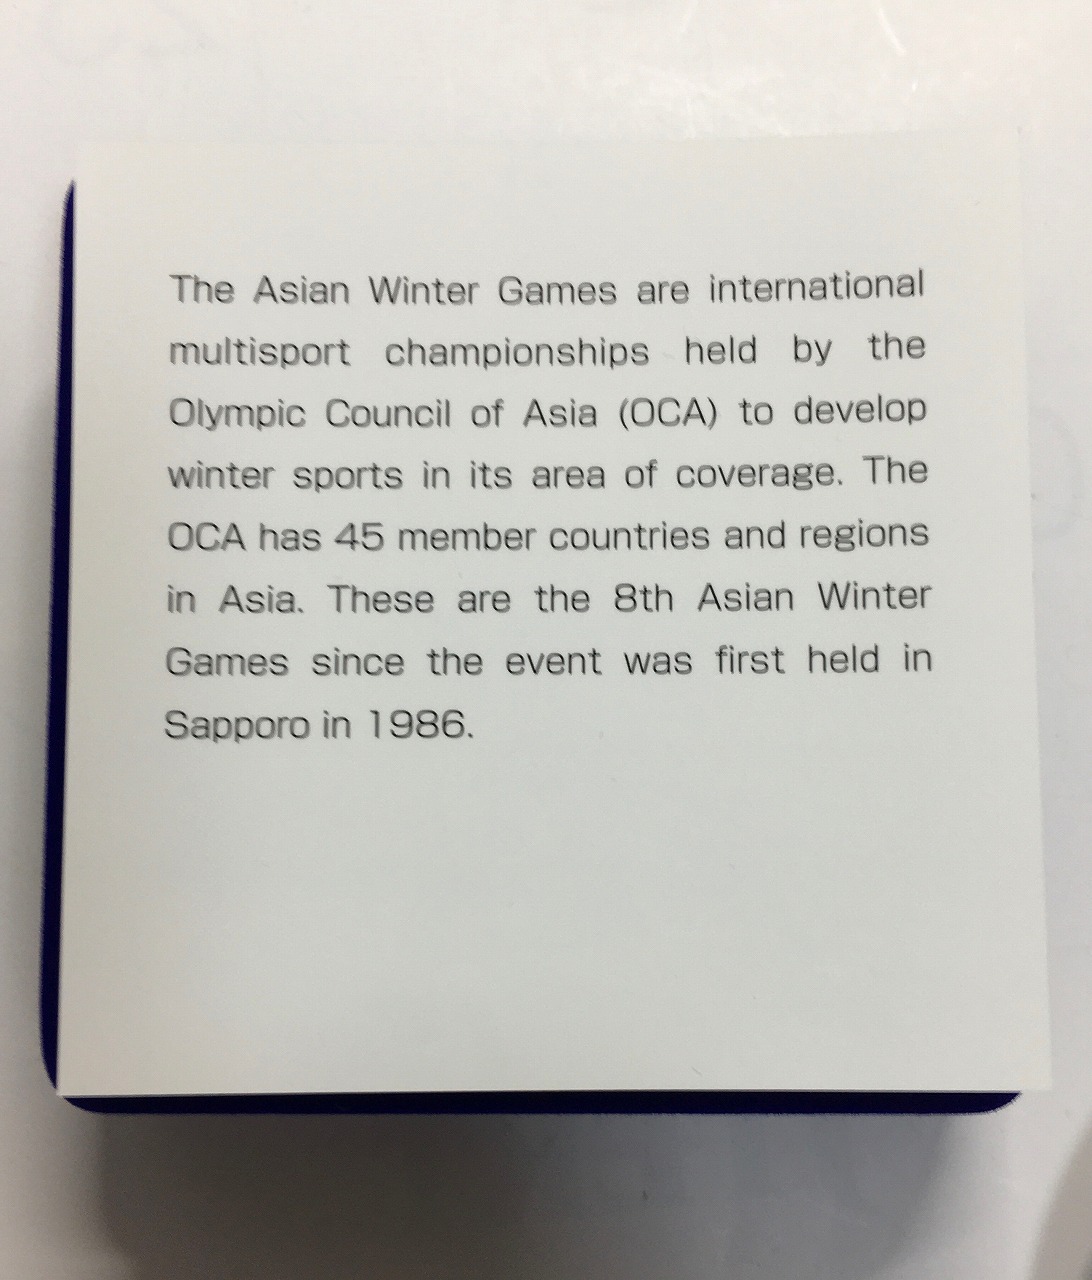 The Asian Winter Games are international
multisport championships held by the
Olympic Council of Asia (OCA) to develop
winter sports in its area of coverage. The
OCA has 45 member countries and regions
in Asia. These are the 8th Asian Winter
Games since the event was first held in
Sapporo in 1986.